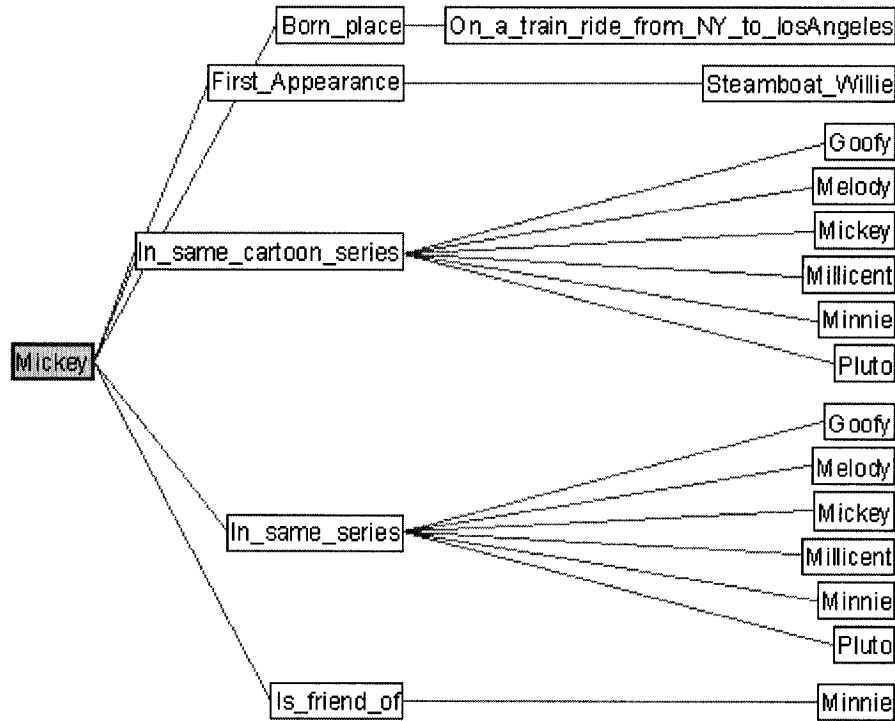 Born_place On_a_train_ride_from_NY_to_losAngeles
First_Appearance Steamboat_Willie
Goofy
Melody
Mickey
In_same_cartoon_series
Millicent
Minnie
Mickey
Pluto
Goofy
Melody
Mickey
In_same_series
Millicent
Minnie
Pluto
Is_friend_of Minnie